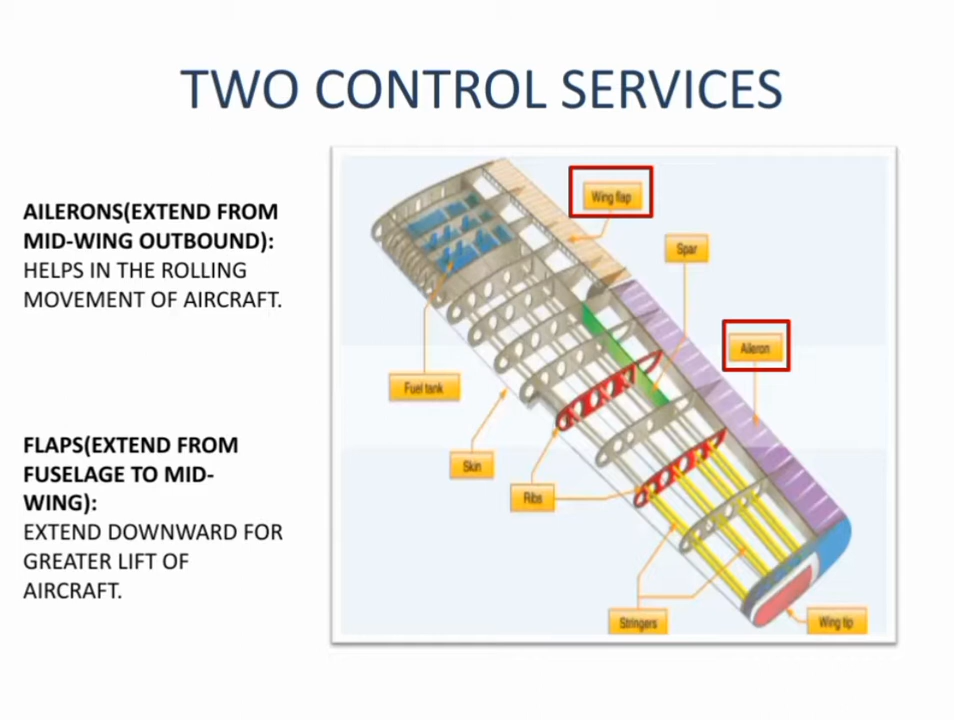 TWO CONTROL SERVICES
AILERONS(EXTEND FROM
MID-WING OUTBOUND):
HELPS IN THE ROLLING
MOVEMENT OF AIRCRAFT.
FLAPS(EXTEND FROM
FUSELAGE TO MID-
WING):
EXTEND DOWNWARD FOR
GREATER LIFT OF
AIRCRAFT.
Wing flap
Spar
Aileron
Fuel tank
Skin
Ribs
Stringers
Wing tip